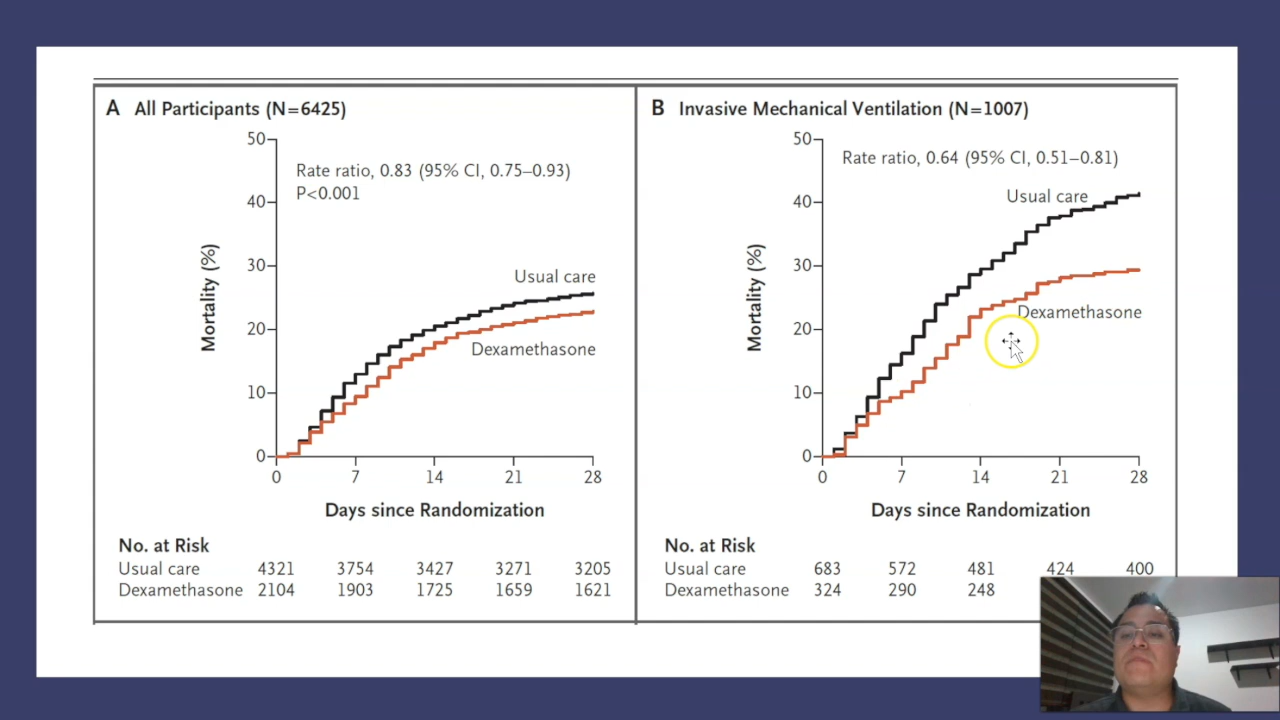 A All Participants (N=6425)
50
40
30
20
10
0
Mortality (%)
Rate ratio, 0.83 (95% CI, 0.75–0.93)
P<0.001
Usual care
Dexamethasone
0 7 14 21 28
Days since Randomization
No. at Risk
Usual care 4321 3754 3427 3271 3205
Dexamethasone 2104 1903 1725 1659 1621
B Invasive Mechanical Ventilation (N=1007)
50
40
30
20
10
0
Mortality (%)
Rate ratio, 0.64 (95% CI, 0.51–0.81)
Usual care
Dexamethasone
0 7 14 21 28
Days since Randomization
No. at Risk
Usual care 683 572 481 424 400
Dexamethasone 324 290 248